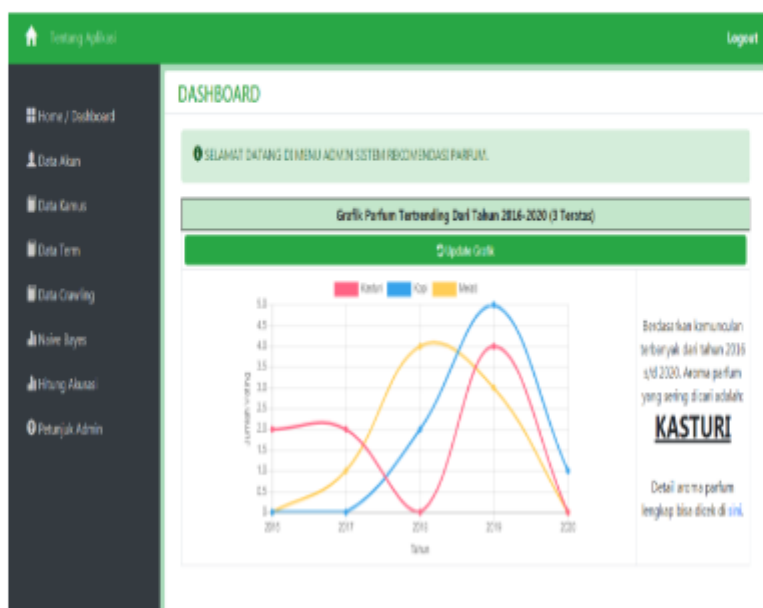 Tentang Aplikasi
Logout
Home / Dashboard
Data Akun
Data Kamus
Data Term
Data Crawling
Naive Bayes
Hitung Akurasi
Petunjuk Admin
DASHBOARD
SELAMAT DATANG DI MENU ADMIN SISTEM REKOMENDASI PARFUM.
Grafik Parfum Tertrending Dari Tahun 2016-2020 (3 Teratas)
Update Grafik
Kasturi Kopi Melati
5.0
4.5
4.0
3.5
3.0
2.5
2.0
1.5
1.0
0.5
0
Jumlah Voting
2016 2017 2018 2019 2020
Tahun
Berdasarkan kemunculan
terbanyak dari tahun 2016
s/d 2020. Aroma parfum
yang sering dicari adalah:
KASTURI
Detail aroma parfum
lengkap bisa dicek di sini.